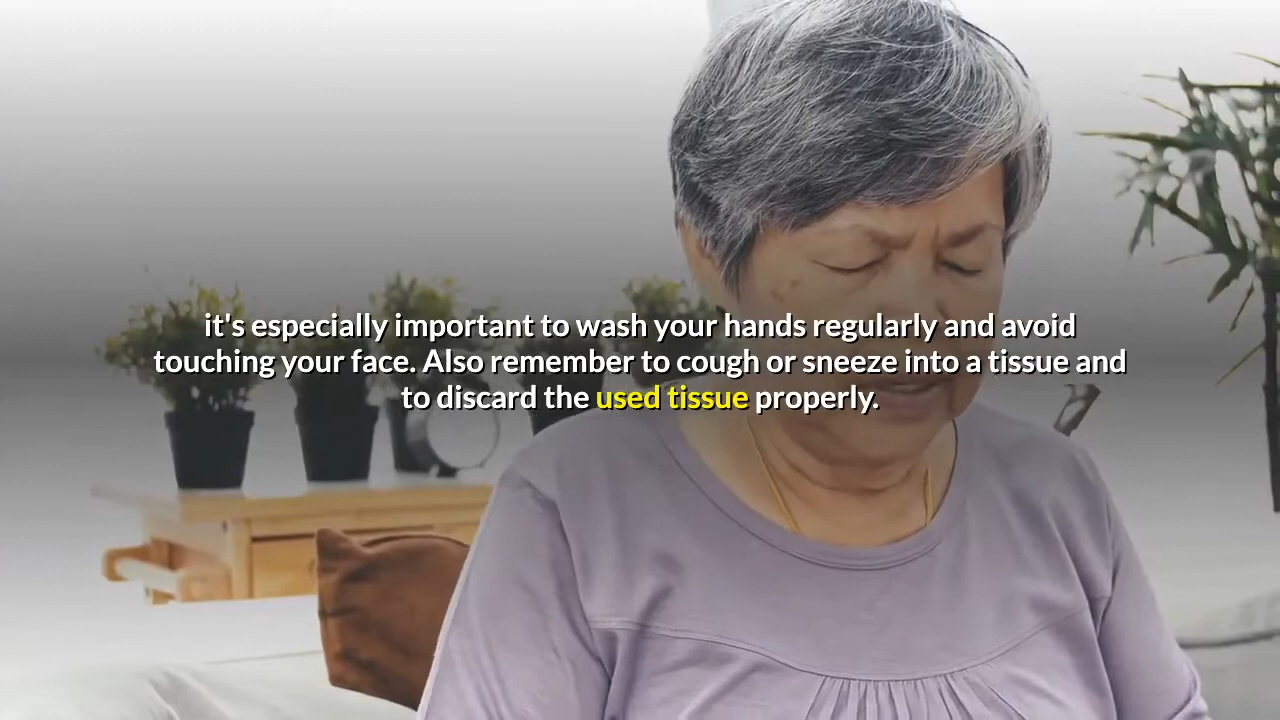 it's especially important to wash your hands regularly and avoid
touching your face. Also remember to cough or sneeze into a tissue and
to discard the used tissue properly.